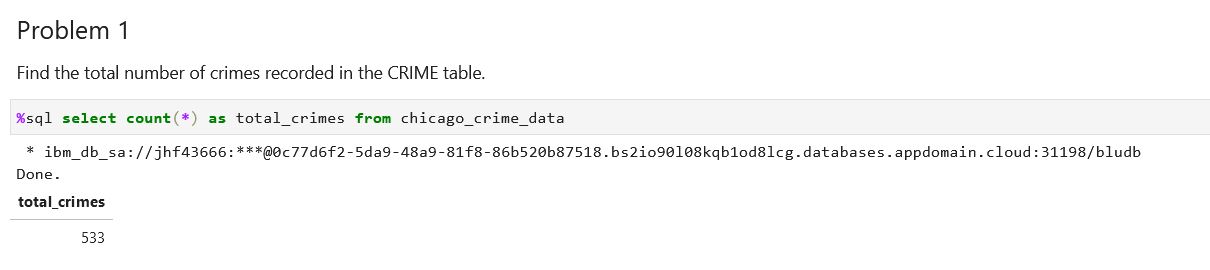 Problem 1
Find the total number of crimes recorded in the CRIME table.
%sql select count(*) as total_crimes from chicago_crime_data
* ibm_db_sa://jhf43666:***@0c77d6f2-5da9-48a9-81f8-86b520b87518.bs2io90l08kqb1od8lcg.databases.appdomain.cloud:31198/bludb
Done.
total_crimes
533